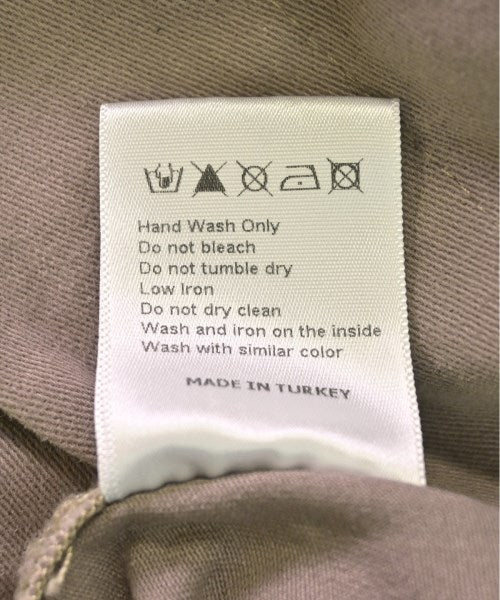 Hand Wash Only
Do not bleach
Do not tumble dry
Low Iron
Do not dry clean
Wash and iron on the inside
Wash with similar color
MADE IN TURKEY